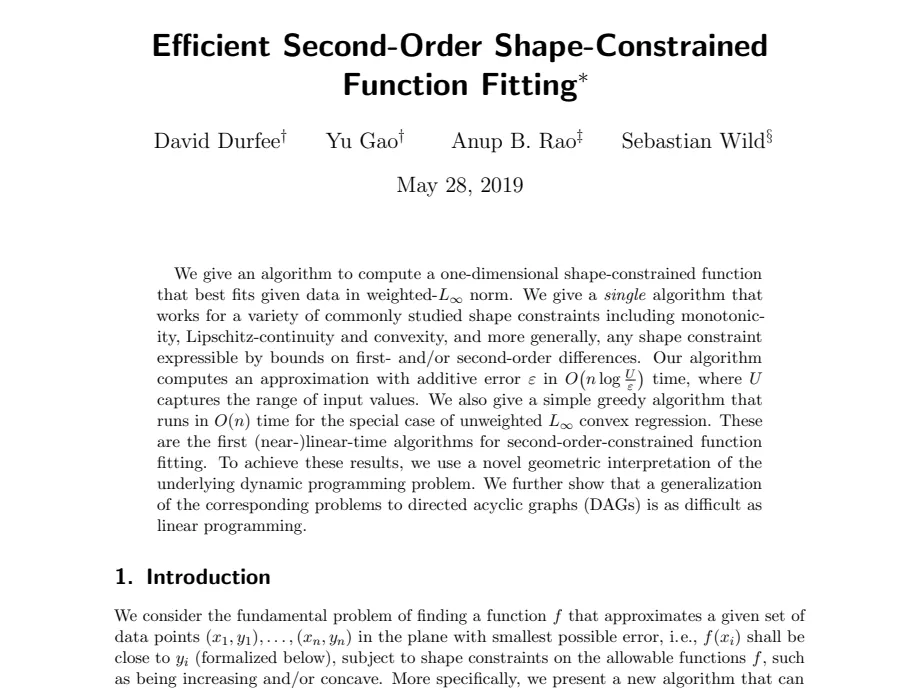 Efficient Second-Order Shape-Constrained
Function Fitting*
David Durfee† Yu Gao† Anup B. Rao‡ Sebastian Wild§
May 28, 2019
We give an algorithm to compute a one-dimensional shape-constrained function
that best fits given data in weighted-L∞ norm. We give a single algorithm that
works for a variety of commonly studied shape constraints including monotonic-
ity, Lipschitz-continuity and convexity, and more generally, any shape constraint
expressible by bounds on first- and/or second-order differences. Our algorithm
computes an approximation with additive error ε in O(n log U/ε) time, where U
captures the range of input values. We also give a simple greedy algorithm that
runs in O(n) time for the special case of unweighted L∞ convex regression. These
are the first (near-)linear-time algorithms for second-order-constrained function
fitting. To achieve these results, we use a novel geometric interpretation of the
underlying dynamic programming problem. We further show that a generalization
of the corresponding problems to directed acyclic graphs (DAGs) is as difficult as
linear programming.
1. Introduction
We consider the fundamental problem of finding a function f that approximates a given set of
data points (x₁, y₁), . . . , (xₙ, yₙ) in the plane with smallest possible error, i. e., f(xᵢ) shall be
close to yᵢ (formalized below), subject to shape constraints on the allowable functions f, such
as being increasing and/or concave. More specifically, we present a new algorithm that can